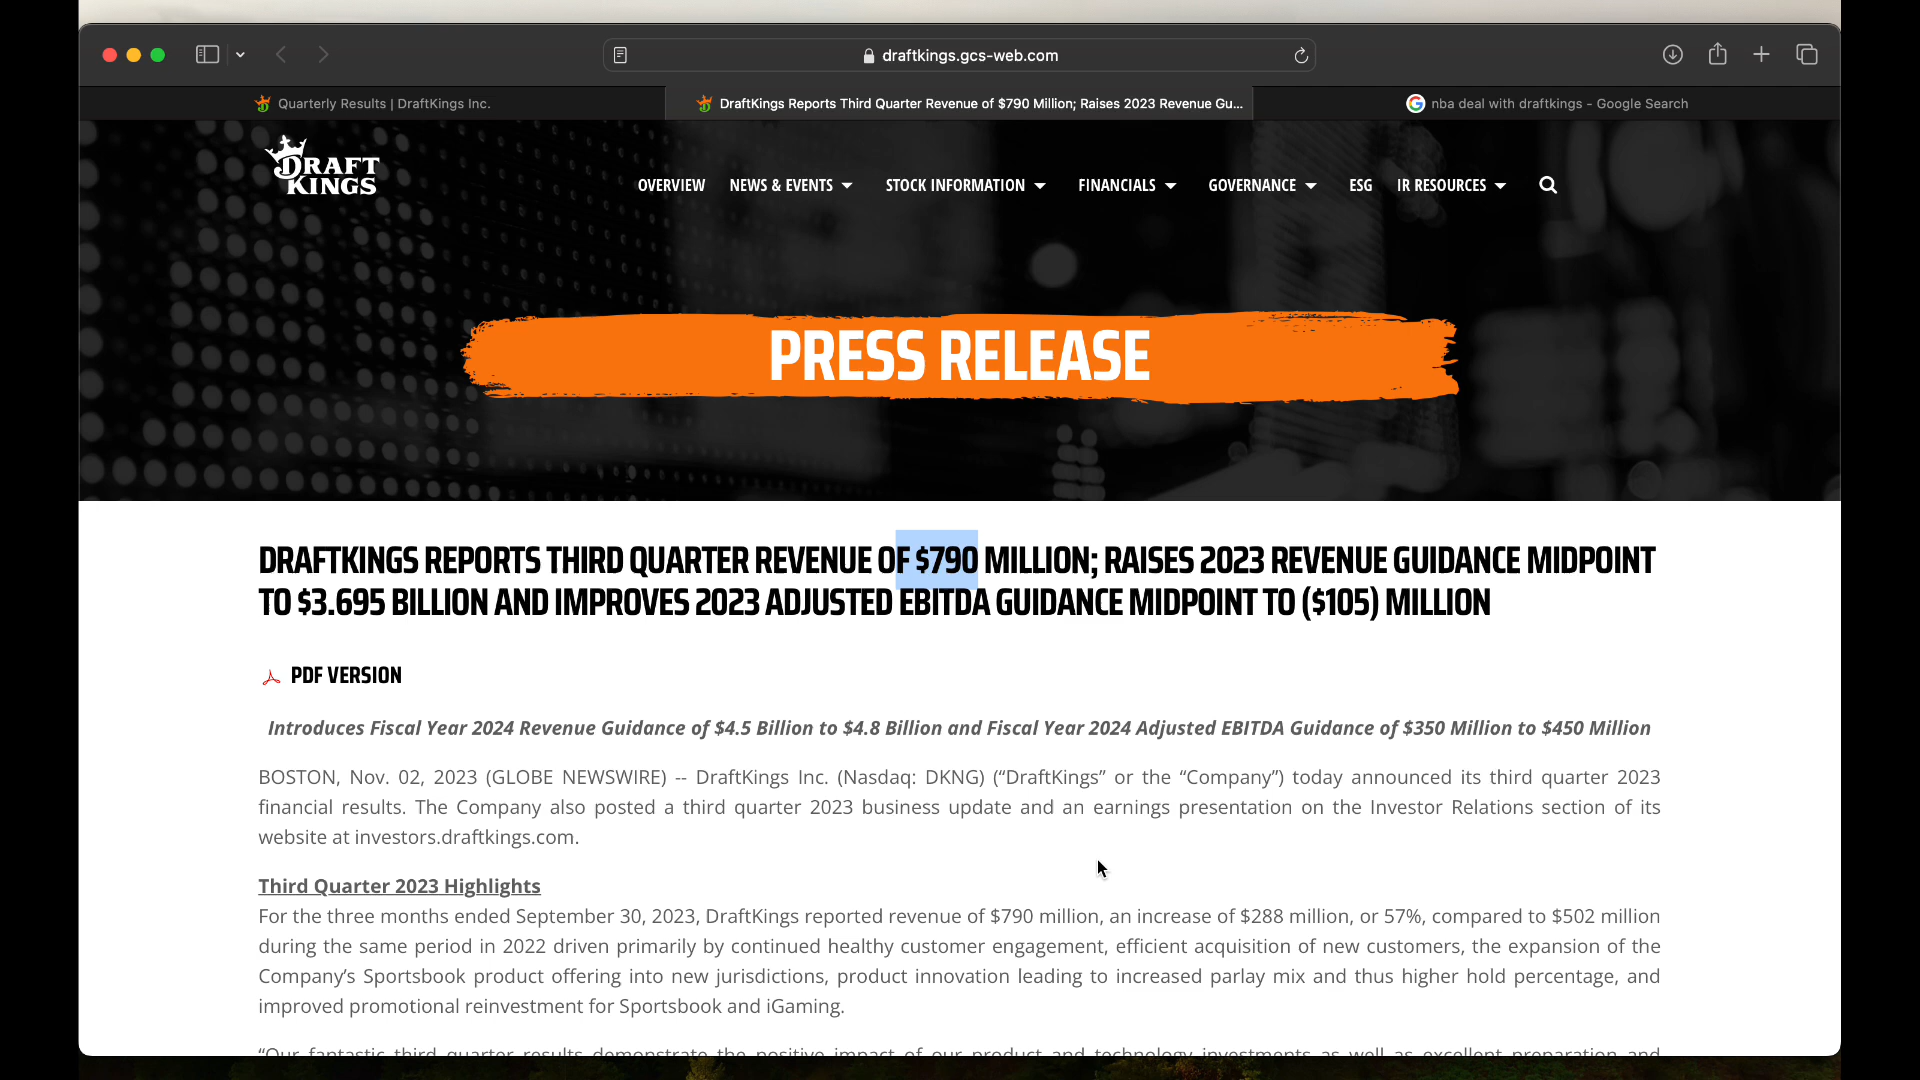 draftkings.gcs-web.com
Quarterly Results | DraftKings Inc.
DraftKings Reports Third Quarter Revenue of $790 Million; Raises 2023 Revenue Gu...
nba deal with draftkings - Google Search
DRAFT
KINGS
OVERVIEW NEWS & EVENTS STOCK INFORMATION FINANCIALS GOVERNANCE ESG IR RESOURCES
PRESS RELEASE
DRAFTKINGS REPORTS THIRD QUARTER REVENUE OF $790 MILLION; RAISES 2023 REVENUE GUIDANCE MIDPOINT
TO $3.695 BILLION AND IMPROVES 2023 ADJUSTED EBITDA GUIDANCE MIDPOINT TO ($105) MILLION
PDF VERSION
Introduces Fiscal Year 2024 Revenue Guidance of $4.5 Billion to $4.8 Billion and Fiscal Year 2024 Adjusted EBITDA Guidance of $350 Million to $450 Million
BOSTON, Nov. 02, 2023 (GLOBE NEWSWIRE) -- DraftKings Inc. (Nasdaq: DKNG) (“DraftKings” or the “Company”) today announced its third quarter 2023
financial results. The Company also posted a third quarter 2023 business update and an earnings presentation on the Investor Relations section of its
website at investors.draftkings.com.
Third Quarter 2023 Highlights
For the three months ended September 30, 2023, DraftKings reported revenue of $790 million, an increase of $288 million, or 57%, compared to $502 million
during the same period in 2022 driven primarily by continued healthy customer engagement, efficient acquisition of new customers, the expansion of the
Company’s Sportsbook product offering into new jurisdictions, product innovation leading to increased parlay mix and thus higher hold percentage, and
improved promotional reinvestment for Sportsbook and iGaming.
“Our fantastic third quarter results demonstrate the positive impact of our product and technology investments as well as excellent preparation and